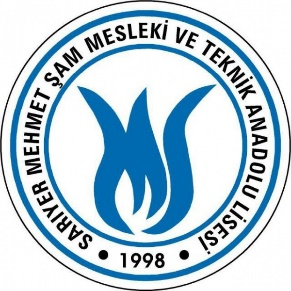 SARIYER MEHMET ŞAM MESLEKİ VE TEKNİK ANADOLU LİSESİ
• 1998 •